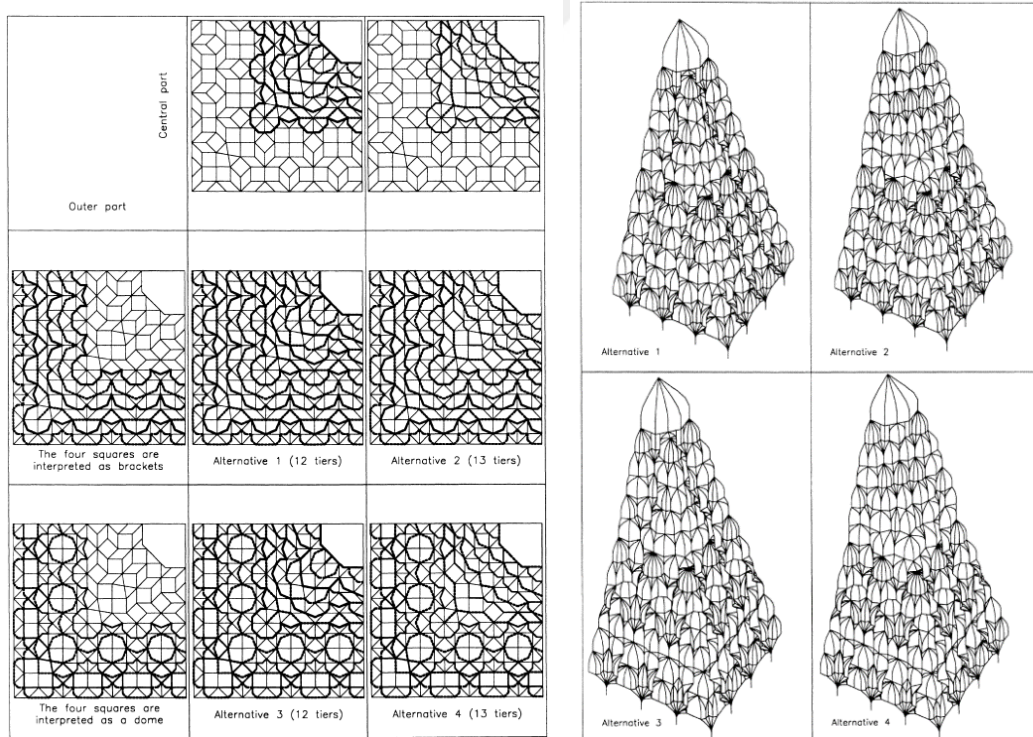 Central part
Outer part
The four squares are
interpreted as brackets
Alternative 1 (12 tiers)
Alternative 2 (13 tiers)
The four squares are
interpreted as a dome
Alternative 3 (12 tiers)
Alternative 4 (13 tiers)
Alternative 1
Alternative 2
Alternative 3
Alternative 4